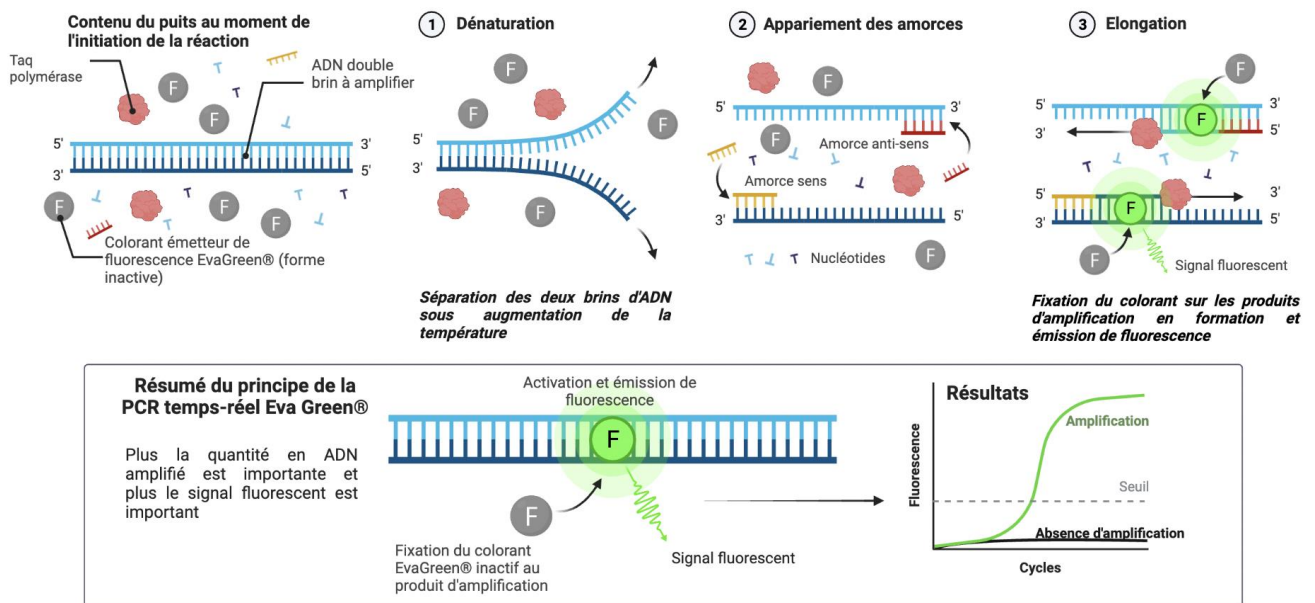 Contenu du puits au moment de
l'initiation de la réaction
Taq
polymérase
F
F
ADN double
brin à amplifier
5'
3'
3'
5'
F
F
F
Colorant émetteur de
fluorescence EvaGreen® (forme
inactive)
1 Dénaturation
F
F
F
5'
3'
F
Séparation des deux brins d'ADN
sous augmentation de la
température
2 Appariement des amorces
F
5'
3'
F
Amorce anti-sens
Amorce sens
3'
5'
Nucléotides
F
3 Elongation
F
5'
3'
F
3'
5'
3'
F
3'
5'
F
Signal fluorescent
Fixation du colorant sur les produits
d'amplification en formation et
émission de fluorescence
Résumé du principe de la
PCR temps-réel Eva Green®
Plus la quantité en ADN
amplifié est importante et
plus le signal fluorescent est
important
Activation et émission de
fluorescence
F
F
Fixation du colorant
EvaGreen® inactif au
produit d'amplification
Signal fluorescent
Résultats
Amplification
Fluorescence
Seuil
Absence d'amplification
Cycles